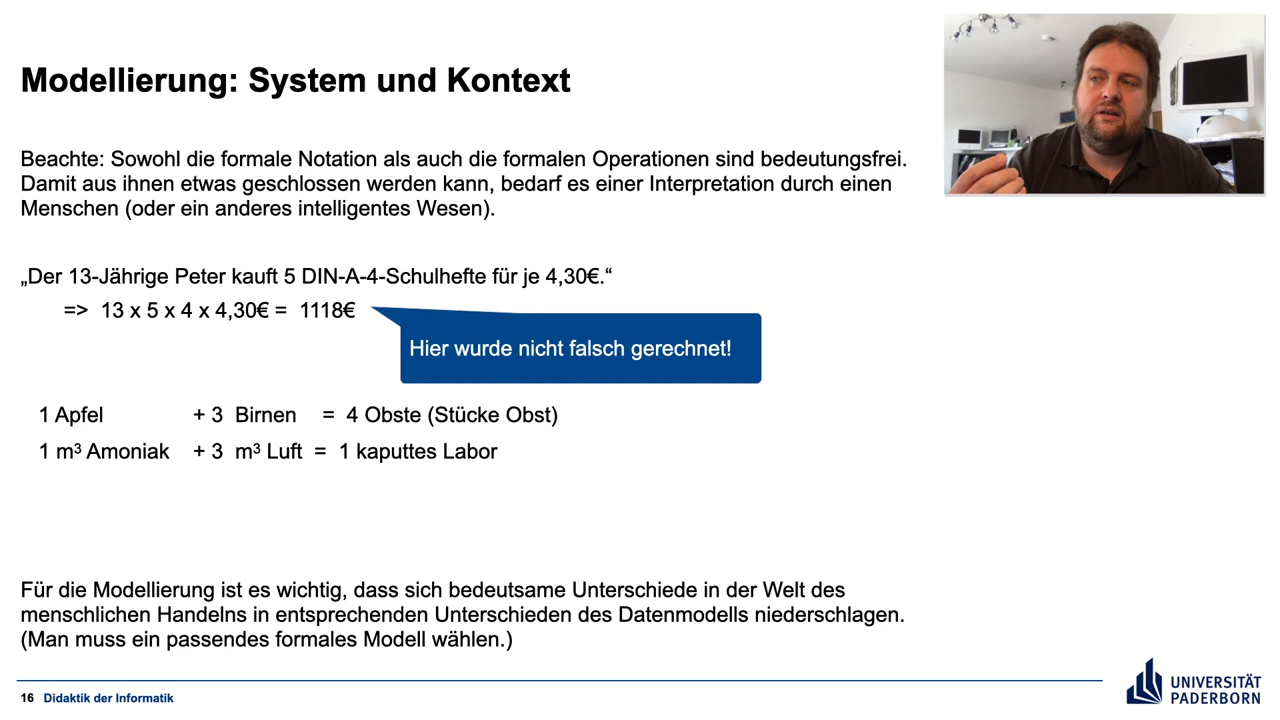 Modellierung: System und Kontext
Beachte: Sowohl die formale Notation als auch die formalen Operationen sind bedeutungsfrei.
Damit aus ihnen etwas geschlossen werden kann, bedarf es einer Interpretation durch einen
Menschen (oder ein anderes intelligentes Wesen).
„Der 13-Jährige Peter kauft 5 DIN-A-4-Schulhefte für je 4,30€.“
=> 13 x 5 x 4 x 4,30€ = 1118€
Hier wurde nicht falsch gerechnet!
1 Apfel + 3 Birnen = 4 Obste (Stücke Obst)
1 m³ Amoniak + 3 m³ Luft = 1 kaputtes Labor
Für die Modellierung ist es wichtig, dass sich bedeutsame Unterschiede in der Welt des
menschlichen Handelns in entsprechenden Unterschieden des Datenmodells niederschlagen.
(Man muss ein passendes formales Modell wählen.)
16 Didaktik der Informatik
UNIVERSITÄT
PADERBORN